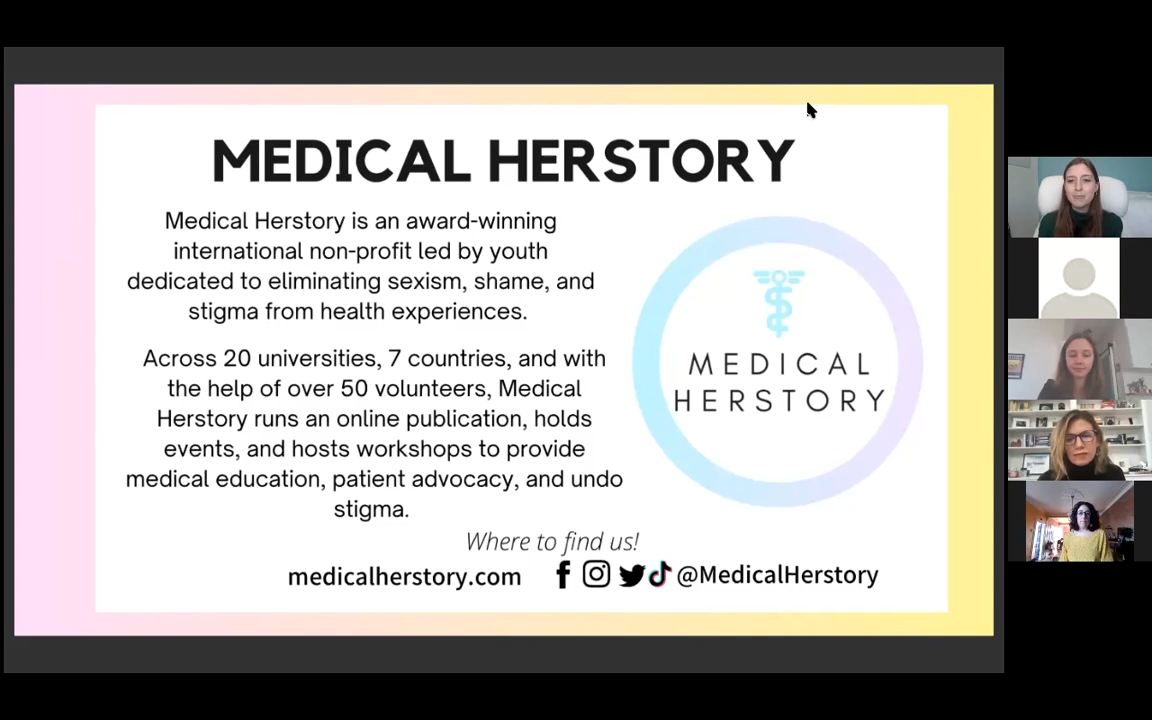 MEDICAL HERSTORY
Medical Herstory is an award-winning
international non-profit led by youth
dedicated to eliminating sexism, shame, and
stigma from health experiences.
Across 20 universities, 7 countries, and with
the help of over 50 volunteers, Medical
Herstory runs an online publication, holds
events, and hosts workshops to provide
medical education, patient advocacy, and undo
stigma.
MEDICAL
HERSTORY
Where to find us!
medicalherstory.com
@MedicalHerstory